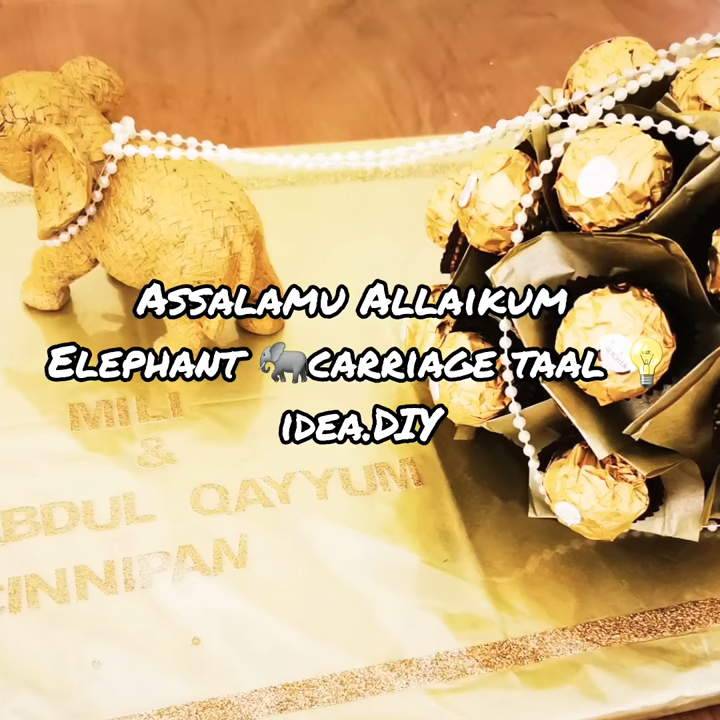 Assalamu Allaikum
Elephant 🐘carriage taal 💡
idea.DIY
MILI
&
ABDUL QAYYUM
CINNIPAN